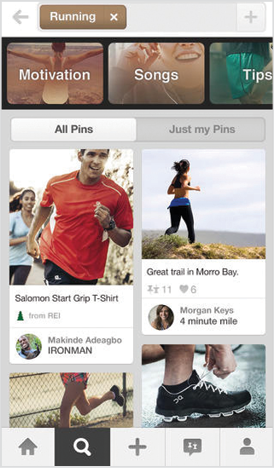 Running
Motivation
Songs
Tips
All Pins
Just my Pins
Salomon Start Grip T-Shirt
from REI
Makinde Adeagbo
IRONMAN
Great trail in Morro Bay.
11 6
Morgan Keys
4 minute mile